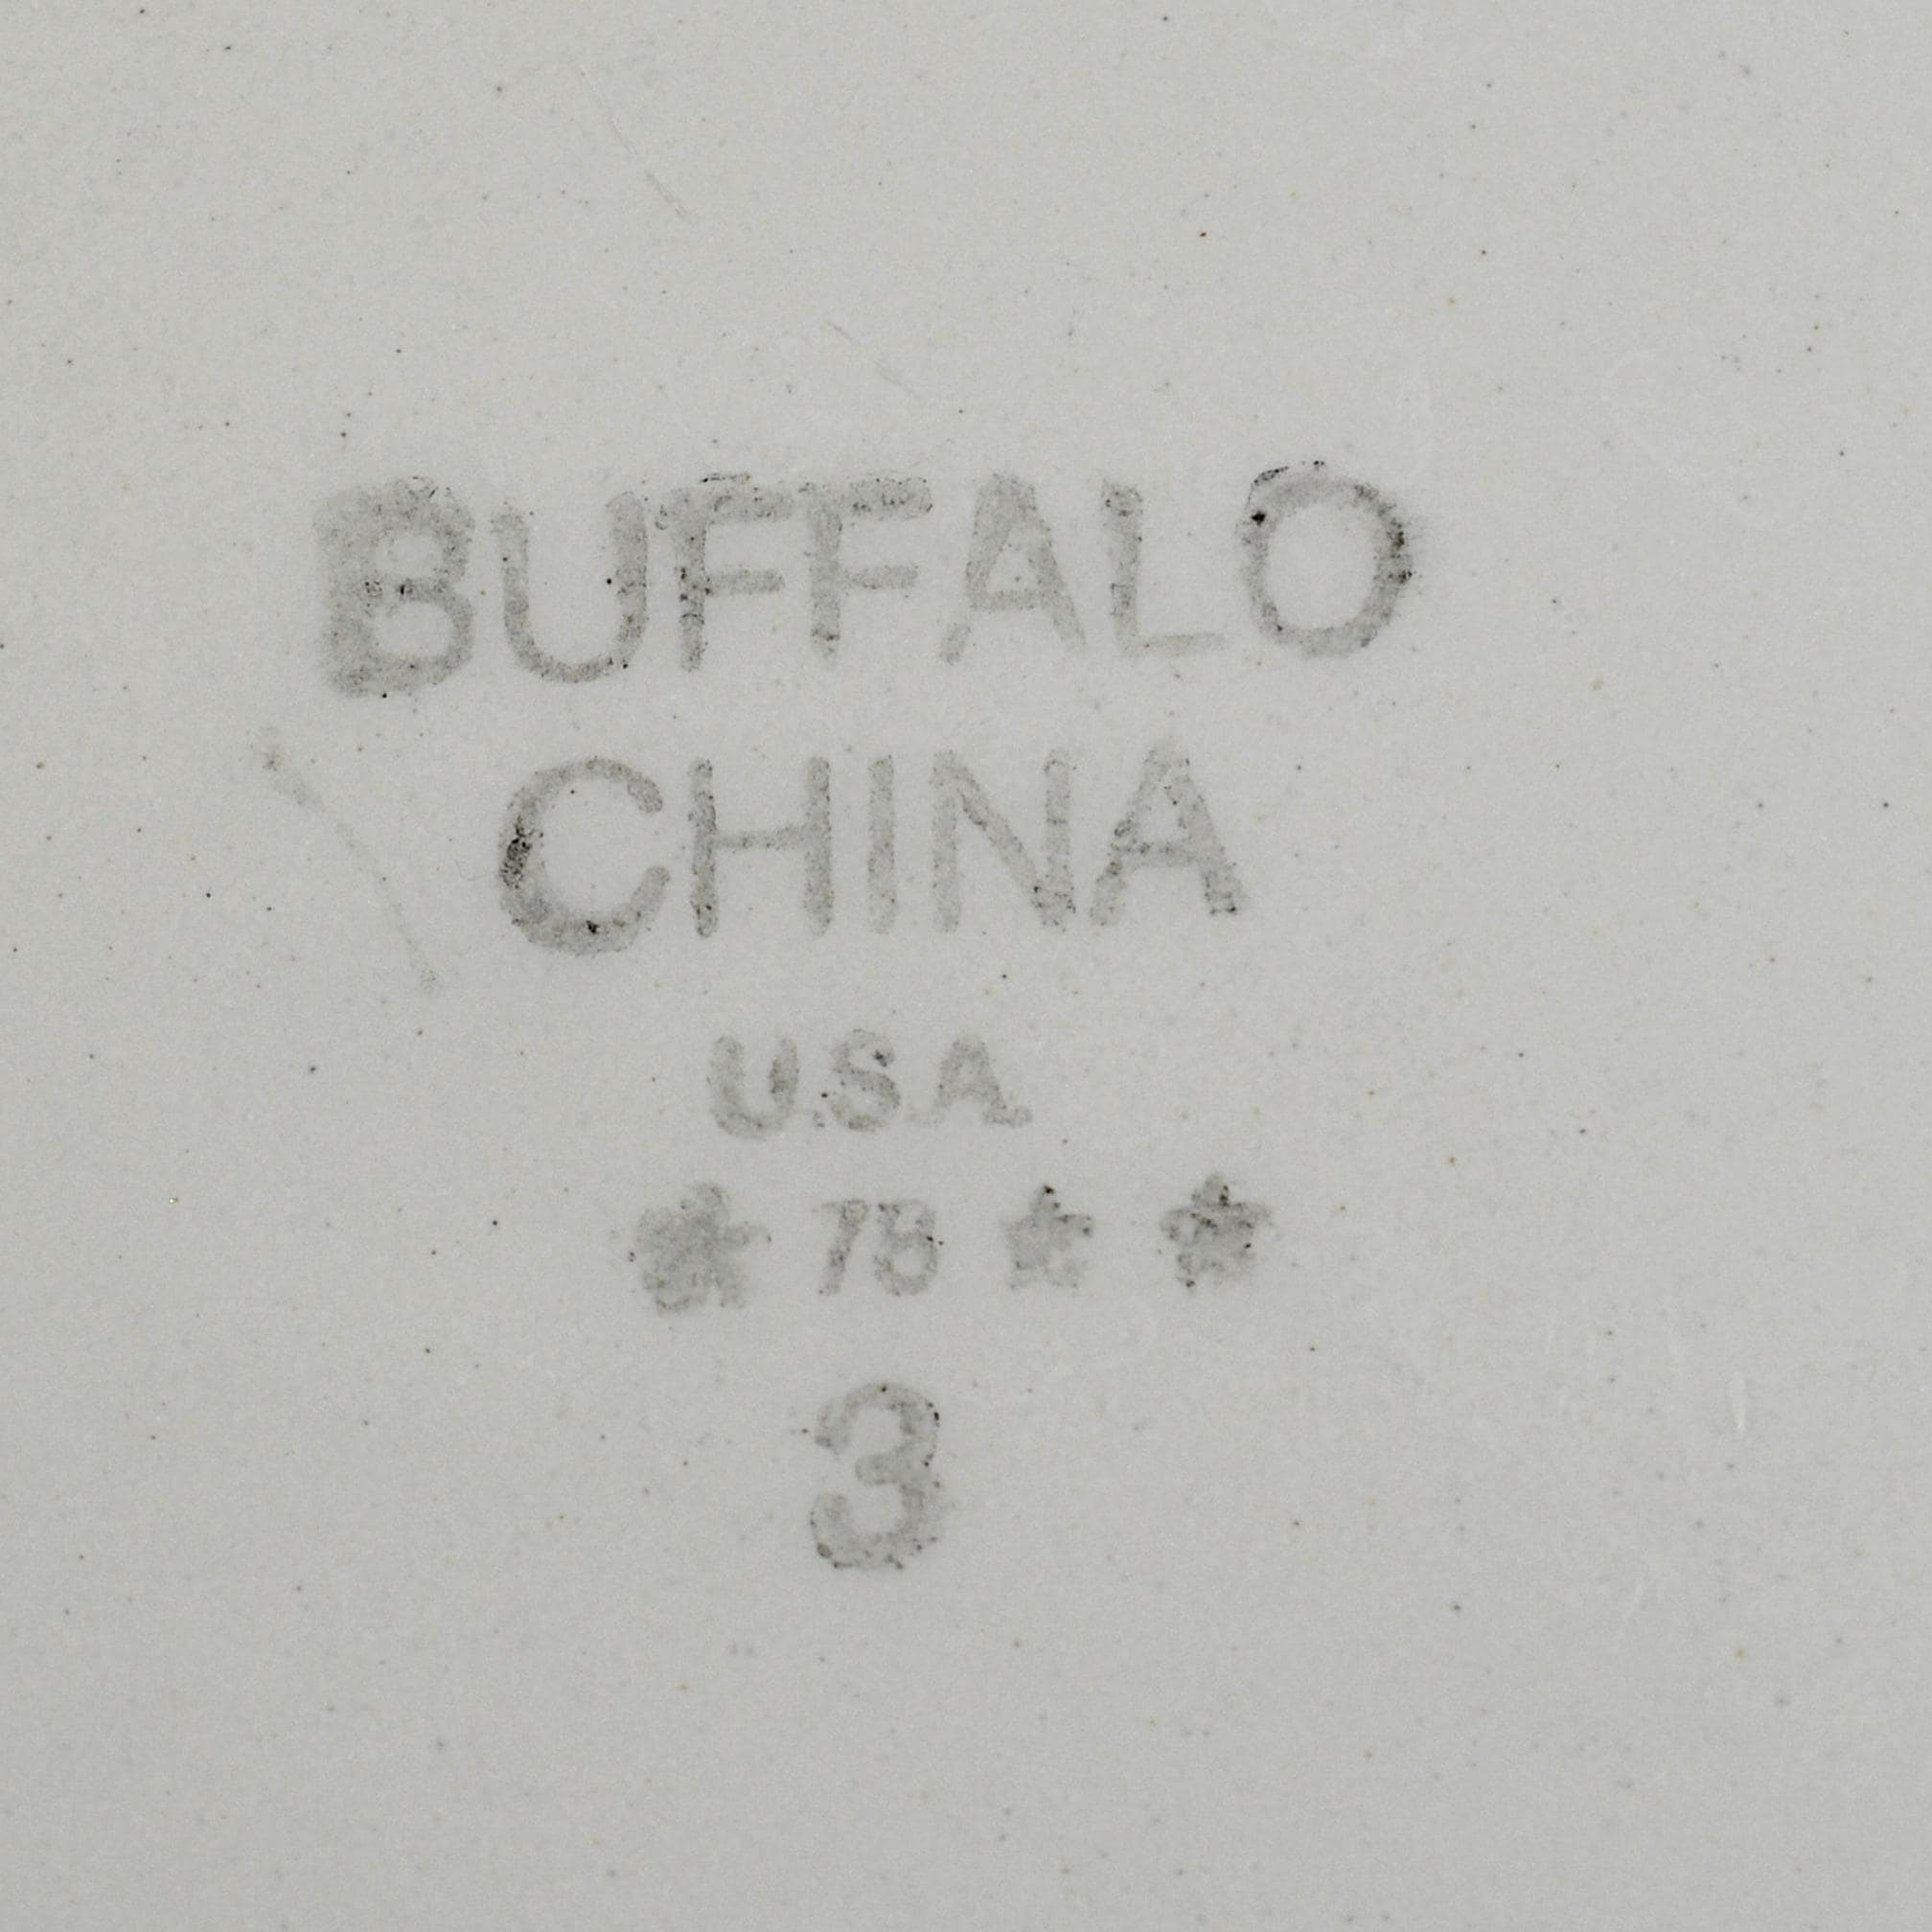 BUFFALO
CHINA
U.S.A.
★ 78 ★ ★
3